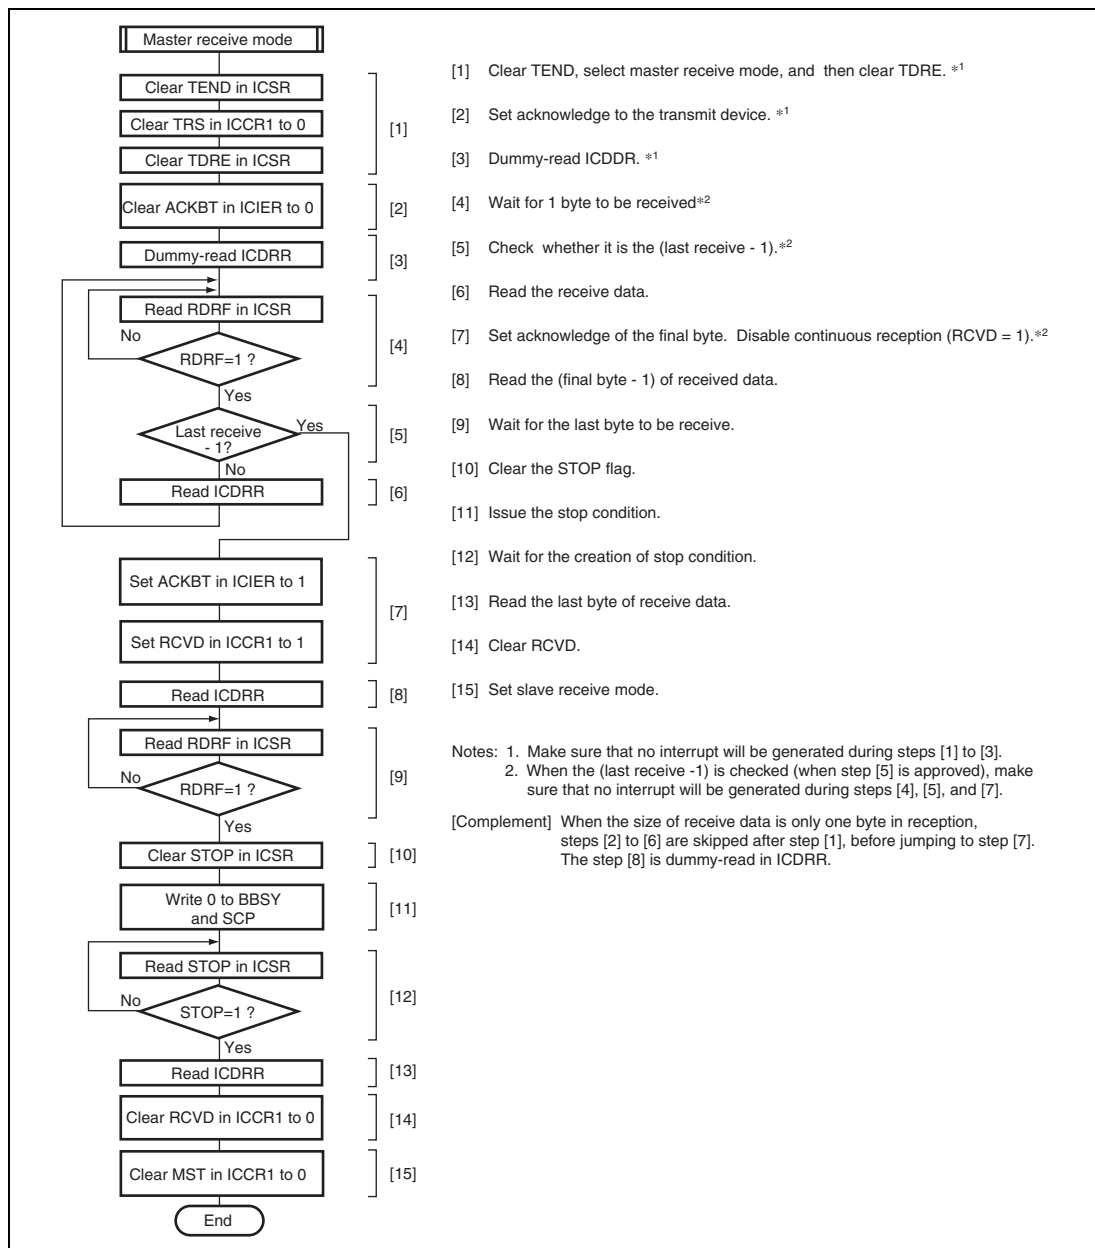 Master receive mode
Clear TEND in ICSR
Clear TRS in ICCR1 to 0
Clear TDRE in ICSR
[1]
Clear ACKBT in ICIER to 0
[2]
Dummy-read ICDRR
[3]
Read RDRF in ICSR
No
RDRF=1 ?
[4]
Yes
Last receive
- 1?
Yes
[5]
No
Read ICDRR
[6]
Set ACKBT in ICIER to 1
[7]
Set RCVD in ICCR1 to 1
Read ICDRR
[8]
Read RDRF in ICSR
No
RDRF=1 ?
[9]
Yes
Clear STOP in ICSR
[10]
Write 0 to BBSY
and SCP
[11]
Read STOP in ICSR
No
STOP=1 ?
[12]
Yes
Read ICDRR
[13]
Clear RCVD in ICCR1 to 0
[14]
Clear MST in ICCR1 to 0
[15]
End
[1] Clear TEND, select master receive mode, and then clear TDRE. *1
[2] Set acknowledge to the transmit device. *1
[3] Dummy-read ICDDR. *1
[4] Wait for 1 byte to be received*2
[5] Check whether it is the (last receive - 1).*2
[6] Read the receive data.
[7] Set acknowledge of the final byte. Disable continuous reception (RCVD = 1).*2
[8] Read the (final byte - 1) of received data.
[9] Wait for the last byte to be receive.
[10] Clear the STOP flag.
[11] Issue the stop condition.
[12] Wait for the creation of stop condition.
[13] Read the last byte of receive data.
[14] Clear RCVD.
[15] Set slave receive mode.
Notes: 1. Make sure that no interrupt will be generated during steps [1] to [3].
2. When the (last receive -1) is checked (when step [5] is approved), make
sure that no interrupt will be generated during steps [4], [5], and [7].
[Complement] When the size of receive data is only one byte in reception,
steps [2] to [6] are skipped after step [1], before jumping to step [7].
The step [8] is dummy-read in ICDRR.